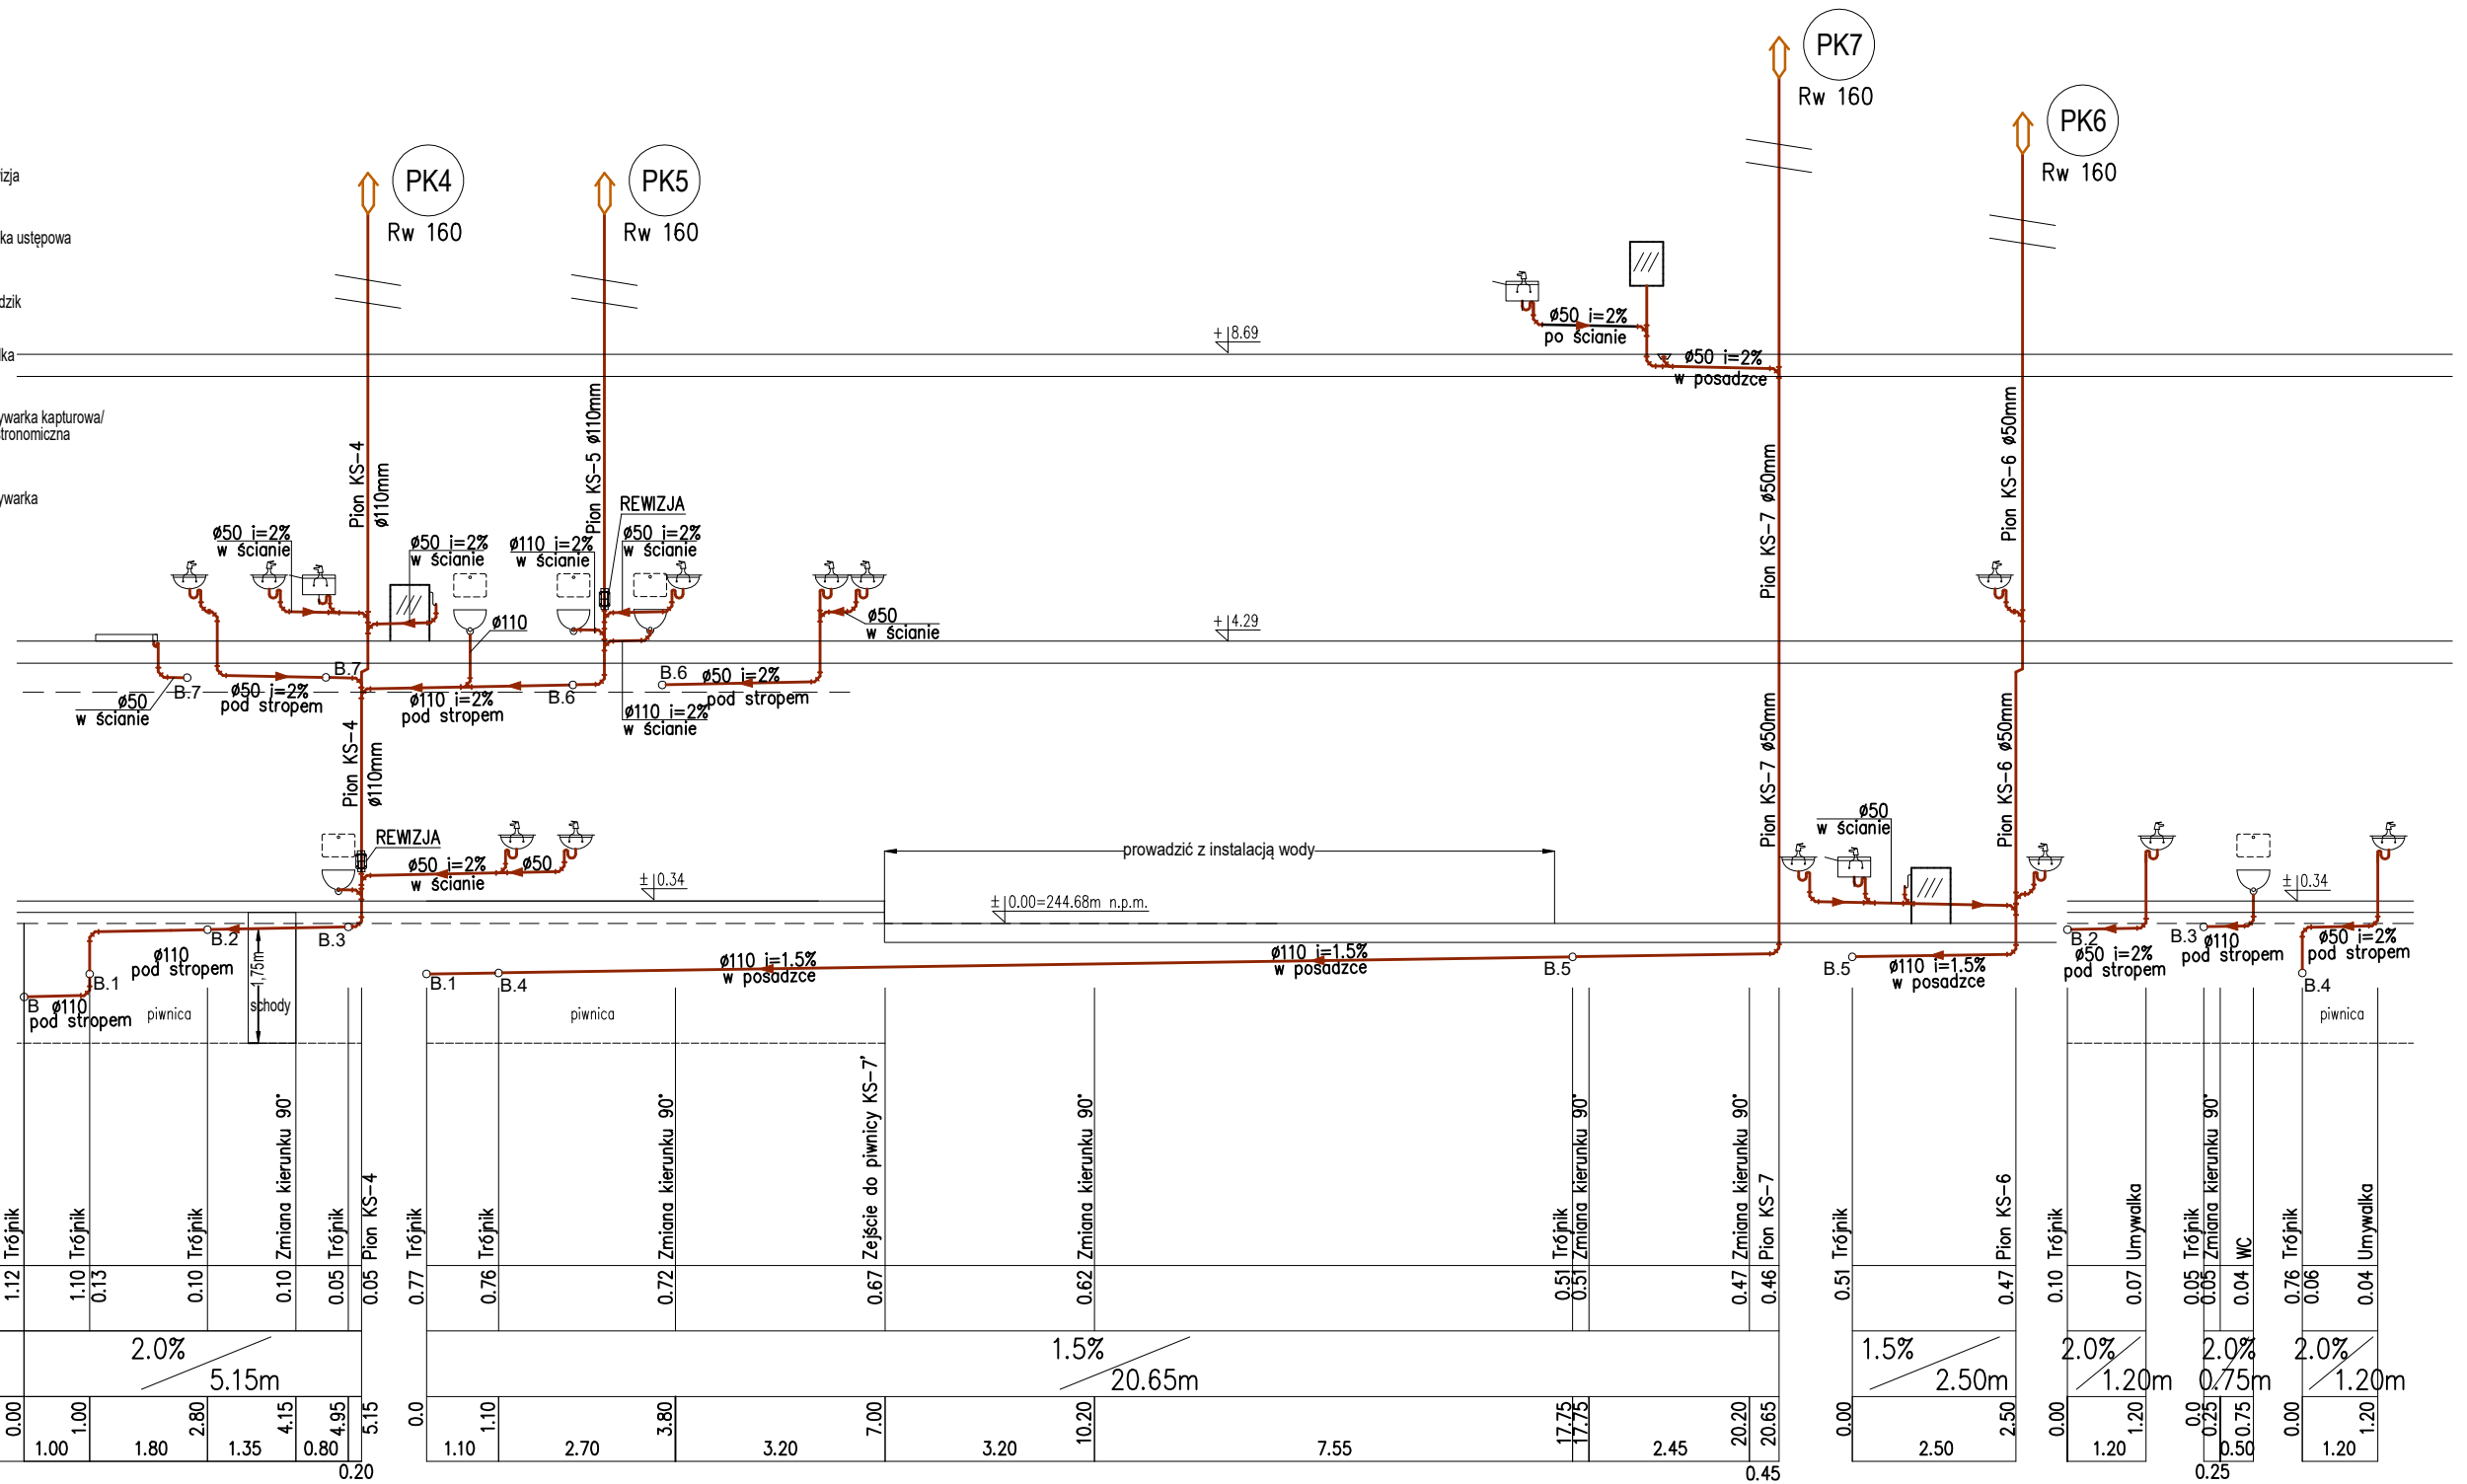 PK7
Rw 160
PK6
Rw 160
PK4
Rw 160
PK5
Rw 160
izja
ka ustępowa
dzik
lka
ywarka kapturowa/
stronomiczna
ywarka
+8.69
ø50 i=2%
po ścianie
ø50 i=2%
w posadzce
Pion KS-4
ø110mm
Pion KS-5 ø110mm
Pion KS-7 ø50mm
Pion KS-6 ø50mm
REWIZJA
ø50 i=2%
w ścianie
ø50 i=2%
w ścianie
ø110 i=2%
w ścianie
ø50 i=2%
w ścianie
ø110
ø50
w ścianie
+4.29
B.7
B.7
ø50
w ścianie
ø50 i=2%
pod stropem
ø110 i=2%
pod stropem
B.6
B.6
ø50 i=2%
pod stropem
ø110 i=2%
w ścianie
Pion KS-4
ø110mm
Pion KS-7 ø50mm
Pion KS-6 ø50mm
REWIZJA
ø50 i=2%
w ścianie
ø50
prowadzić z instalacją wody
ø50
w ścianie
±0.34
±0.00=244.68m n.p.m.
±0.34
B
ø110
pod stropem
B.1
ø110
pod stropem
B.2
B.3
1,75m
schody
piwnica
B.1
B.4
piwnica
ø110 i=1.5%
w posadzce
ø110 i=1.5%
w posadzce
B.5
B.5
ø110 i=1.5%
w posadzce
B.2
ø50 i=2%
pod stropem
B.3
ø110
pod stropem
B.4
ø50 i=2%
pod stropem
piwnica
1.12 Trójnik
1.10 Trójnik
0.13
0.10 Trójnik
0.10 Zmiana kierunku 90°
0.05 Trójnik
0.05 Pion KS-4
0.77 Trójnik
0.76 Trójnik
0.72 Zmiana kierunku 90°
0.67 Zejście do piwnicy KS-7'
0.62 Zmiana kierunku 90°
0.51 Trójnik
0.51 Zmiana kierunku 90°
0.47 Zmiana kierunku 90°
0.46 Pion KS-7
0.51 Trójnik
0.47 Pion KS-6
0.10 Trójnik
0.07 Umywalka
0.05 Trójnik
0.05 Zmiana kierunku 90°
0.04 WC
0.76 Trójnik
0.06
0.04 Umywalka
2.0%
5.15m
1.5%
20.65m
1.5%
2.50m
2.0%
1.20m
2.0%
0.75m
2.0%
1.20m
0.00
1.00
2.80
4.15
4.95
5.15
0.0
1.10
3.80
7.00
10.20
17.75
17.75
20.20
20.65
0.00
2.50
0.00
1.20
0.0
0.25
0.75
0.00
1.20
1.00
1.80
1.35
0.80
0.20
1.10
2.70
3.20
3.20
7.55
2.45
0.45
2.50
1.20
0.25
0.50
1.20